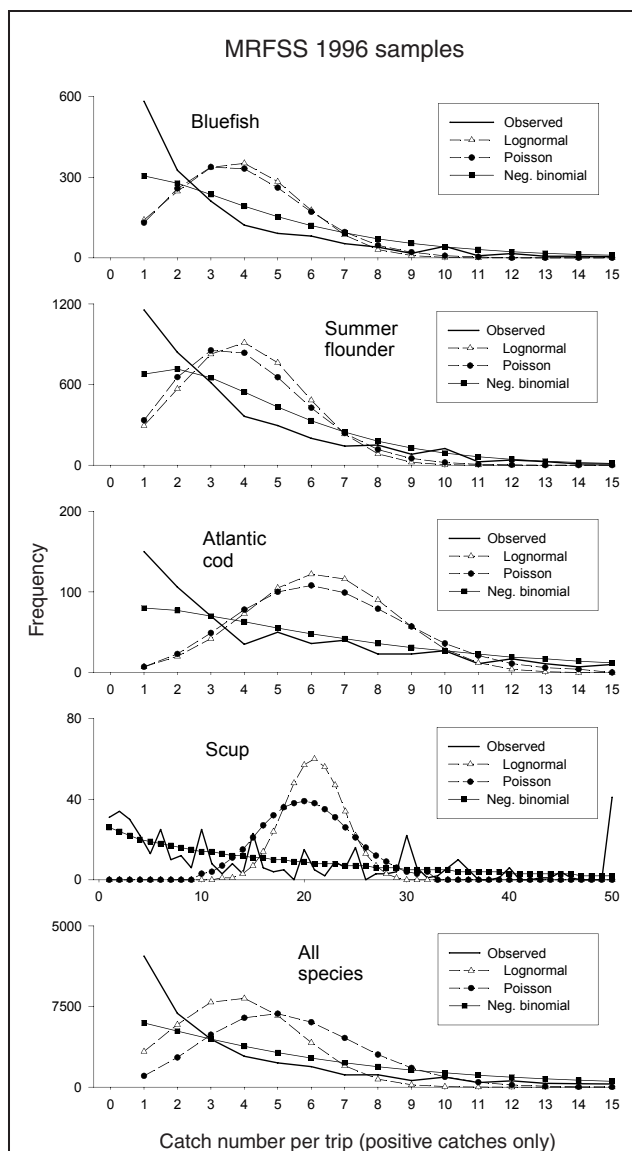 MRFSS 1996 samples
Frequency
600
300
0
Bluefish
Observed
Lognormal
Poisson
Neg. binomial
0 1 2 3 4 5 6 7 8 9 10 11 12 13 14 15
1200
600
0
Summer
flounder
Observed
Lognormal
Poisson
Neg. binomial
0 1 2 3 4 5 6 7 8 9 10 11 12 13 14 15
200
100
0
Atlantic
cod
Observed
Lognormal
Poisson
Neg. binomial
0 1 2 3 4 5 6 7 8 9 10 11 12 13 14 15
80
40
0
Scup
Observed
Lognormal
Poisson
Neg. binomial
0 10 20 30 40 50
5000
7500
0
All
species
Observed
Lognormal
Poisson
Neg. binomial
0 1 2 3 4 5 6 7 8 9 10 11 12 13 14 15
Catch number per trip (positive catches only)